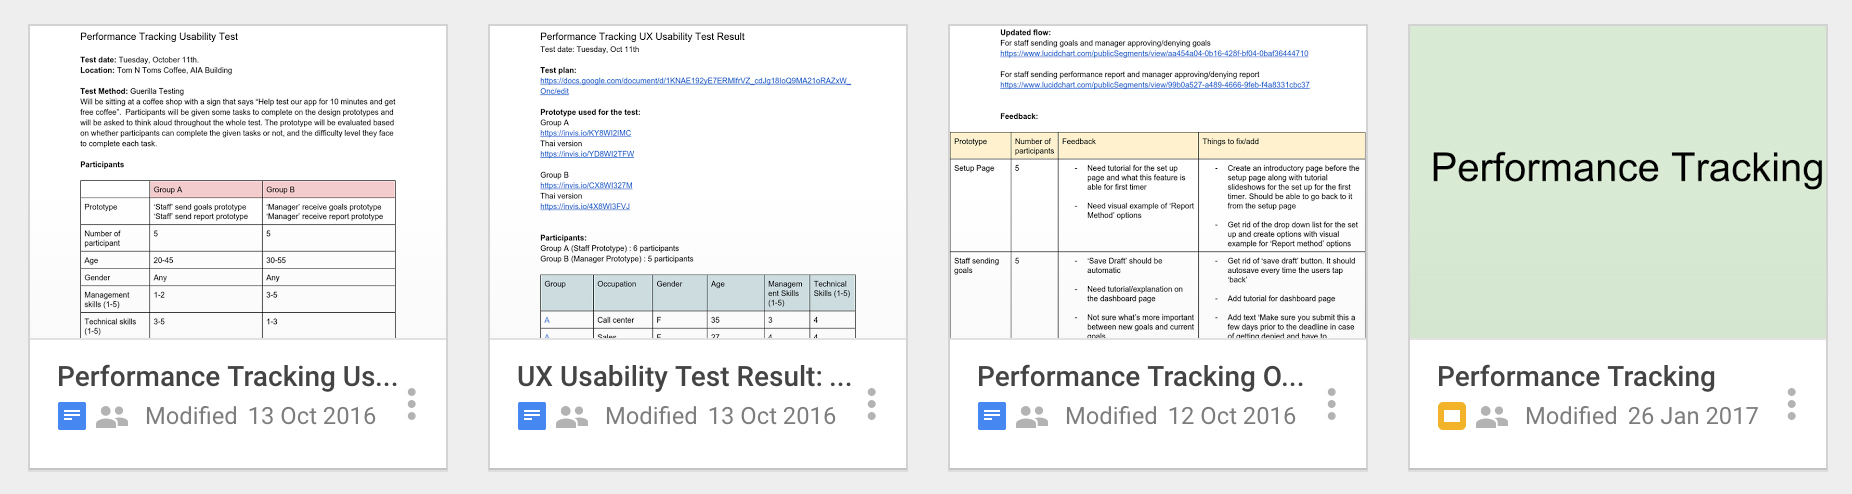 Performance Tracking Usability Test
Test date: Tuesday, October 11th.
Location: Tom N Toms Coffee, AIA Building
Test Method: Guerilla Testing
Will be sitting at a coffee shop with a sign that says “Help test our app for 10 minutes and get
free coffee”. Participants will be given some tasks to complete on the design prototypes and
will be asked to think aloud throughout the whole test. The prototype will be evaluated based
on whether participants can complete the given tasks or not, and the difficulty level they face
to complete each task.
Participants
Group A Group B
Prototype ‘Staff’ send goals prototype ‘Manager’ receive goals prototype
‘Staff’ send report prototype ‘Manager’ receive report prototype
Number of participant 5 5
Age 20-45 30-55
Gender Any Any
Management skills (1-5) 1-2 3-5
Technical skills (1-5) 3-5 1-3
Performance Tracking Us...
Modified 13 Oct 2016
Performance Tracking UX Usability Test Result
Test date: Tuesday, Oct 11th
Test plan:
https://docs.google.com/document/d/1KNAE192yE7ERMIfrVZ_cdJg18IoQ9MA21oRAZxW_
Onc/edit
Prototype used for the test:
Group A
https://invis.io/KY8WI2IMC
Thai version
https://invis.io/YD8WI2TFW
Group B
https://invis.io/CX8WI327M
Thai version
https://invis.io/4X8WI3FVJ
Participants:
Group A (Staff Prototype) : 6 participants
Group B (Manager Prototype) : 5 participants
Group Occupation Gender Age Managem ent Skills (1-5) Technical Skills (1-5)
A Call center F 35 3 4
A Sales F 27 4 4
UX Usability Test Result: ...
Modified 13 Oct 2016
Updated flow:
For staff sending goals and manager approving/denying goals
https://www.lucidchart.com/publicSegments/view/aa454a04-0b16-428f-bf04-0baf36444710
For staff sending performance report and manager approving/denying report
https://www.lucidchart.com/publicSegments/view/99b0a527-a489-4666-9feb-f4a8331cbc37
Feedback:
Prototype Number of participants Feedback Things to fix/add
Setup Page 5
- Need tutorial for the set up
page and what this feature is
able for first timer
- Need visual example of ‘Report
Method’ options
- Create an introductory page before the
setup page along with tutorial
slideshows for the set up for the first
timer. Should be able to go back to it
from the setup page
- Get rid of the drop down list for the set
up and create options with visual
example for ‘Report method’ options
Staff sending goals 5
- ‘Save Draft’ should be
automatic
- Need tutorial/explanation on
the dashboard page
- Not sure what’s more important
between new goals and current
goals
- Get rid of ‘save draft’ button. It should
autosave every time the users tap
‘back’
- Add tutorial for dashboard page
- Add text ‘Make sure you submit this a
few days prior to the deadline in case
of getting denied and have to
Performance Tracking O...
Modified 12 Oct 2016
Performance Tracking
Performance Tracking
Modified 26 Jan 2017